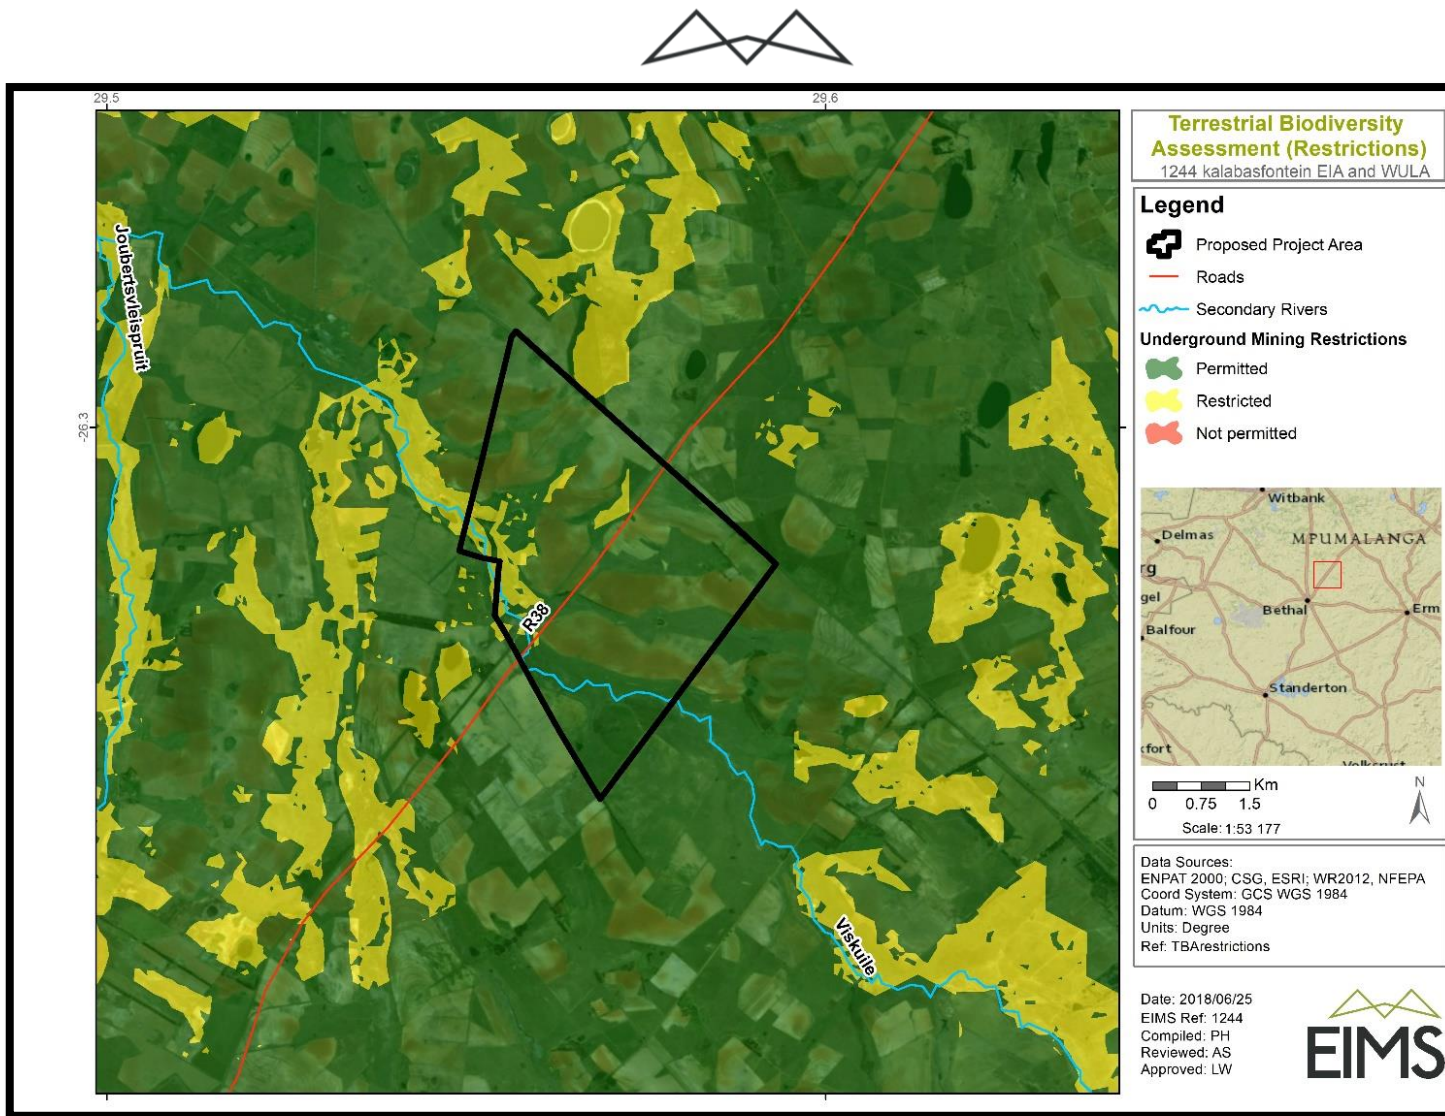 29.5
29.6
-26.3
Joubertsvleispruit
R38
Viskuile
Terrestrial Biodiversity
Assessment (Restrictions)
1244 kalabasfontein EIA and WULA
Legend
Proposed Project Area
Roads
Secondary Rivers
Underground Mining Restrictions
Permitted
Restricted
Not permitted
Witbank
Delmas
MPUMALANGA
rg
gel
Bethal
Erm
Balfour
Standerton
kfort
Volksrust
Km
0 0.75 1.5
Scale: 1:53 177
N
Data Sources:
ENPAT 2000; CSG, ESRI; WR2012, NFEPA
Coord System: GCS WGS 1984
Datum: WGS 1984
Units: Degree
Ref: TBArestrictions
Date: 2018/06/25
EIMS Ref: 1244
Compiled: PH
Reviewed: AS
Approved: LW
EIMS